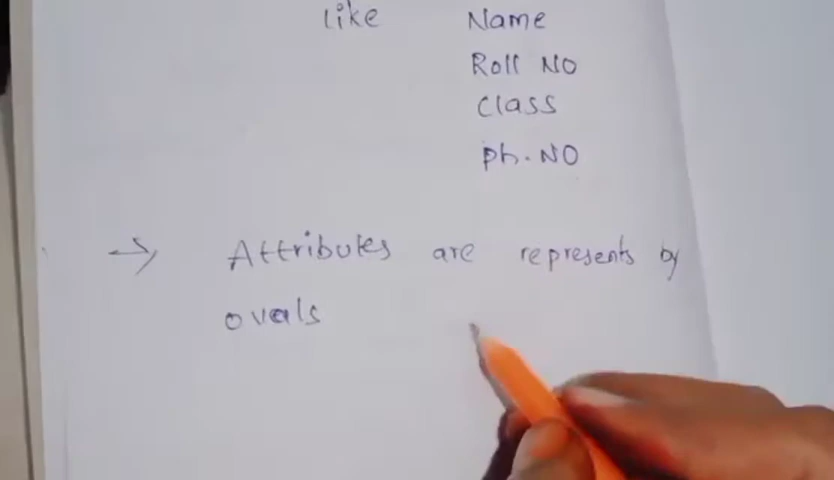 like Name
Roll NO
Class
ph. NO
→ Attributes are represents by
ovals